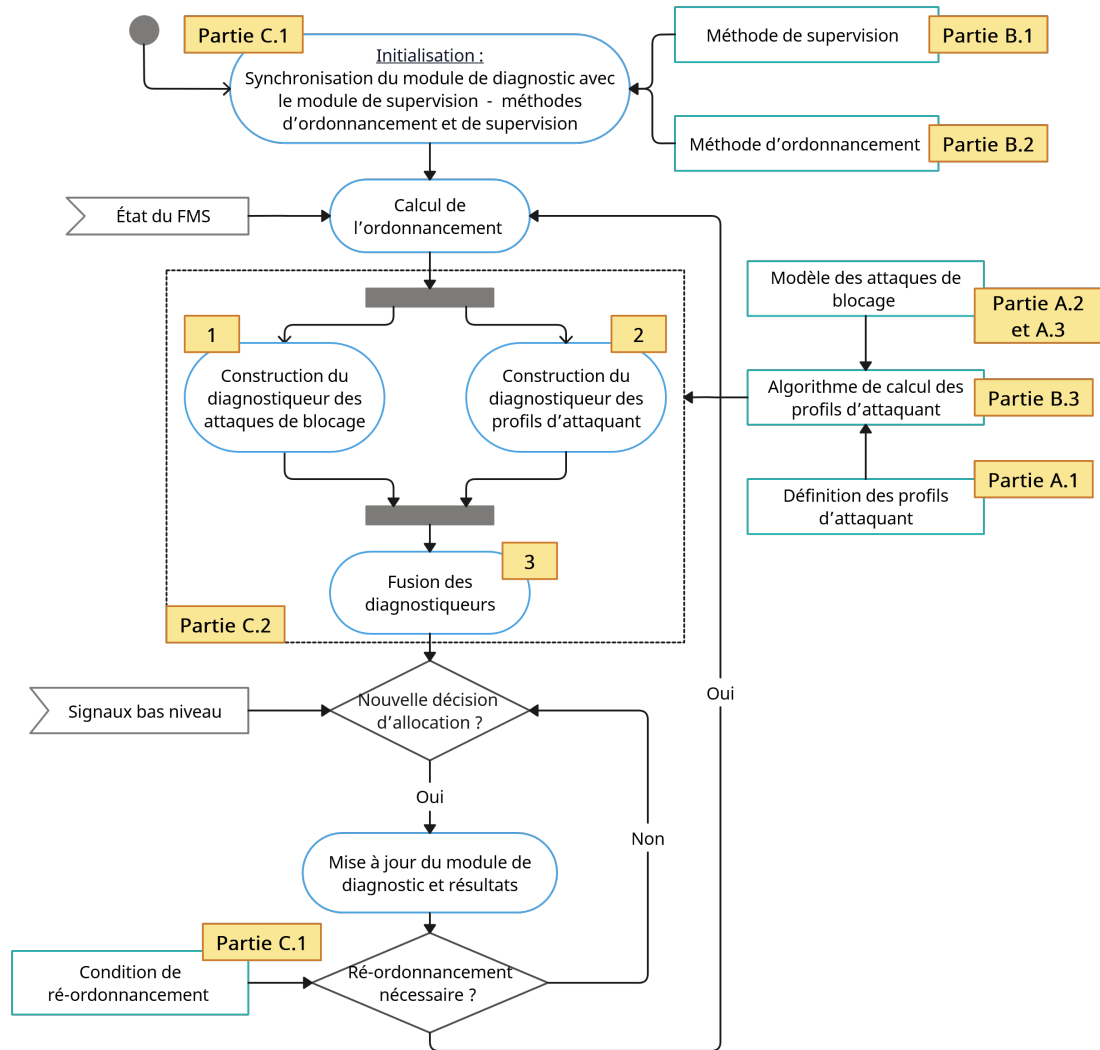 Partie C.1
Initialisation :
Synchronisation du module de diagnostic avec
le module de supervision - méthodes
d’ordonnancement et de supervision
Méthode de supervision
Partie B.1
Méthode d’ordonnancement
Partie B.2
État du FMS
Calcul de
l’ordonnancement
Modèle des attaques de
blocage
Partie A.2
et A.3
1
Construction du
diagnostiqueur des
attaques de blocage
2
Construction du
diagnostiqueur des
profils d’attaquant
Algorithme de calcul des
profils d’attaquant
Partie B.3
Partie A.1
Définition des profils
d’attaquant
3
Fusion des
diagnostiqueurs
Partie C.2
Signaux bas niveau
Nouvelle décision
d’allocation ?
Oui
Oui
Non
Mise à jour du module de
diagnostic et résultats
Partie C.1
Condition de
ré-ordonnancement
Ré-ordonnancement
nécessaire ?